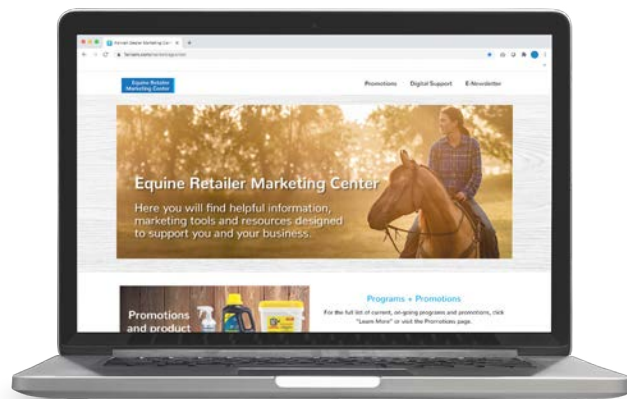 Equine Retailer
Marketing Center
Promotions
Digital Support
E-Newsletter
Equine Retailer Marketing Center
Here you will find helpful information,
marketing tools and resources designed
to support you and your business.
Promotions
and product
Programs + Promotions
For the full list of current, on-going programs and promotions, click
"Learn More" or visit the Promotions page.